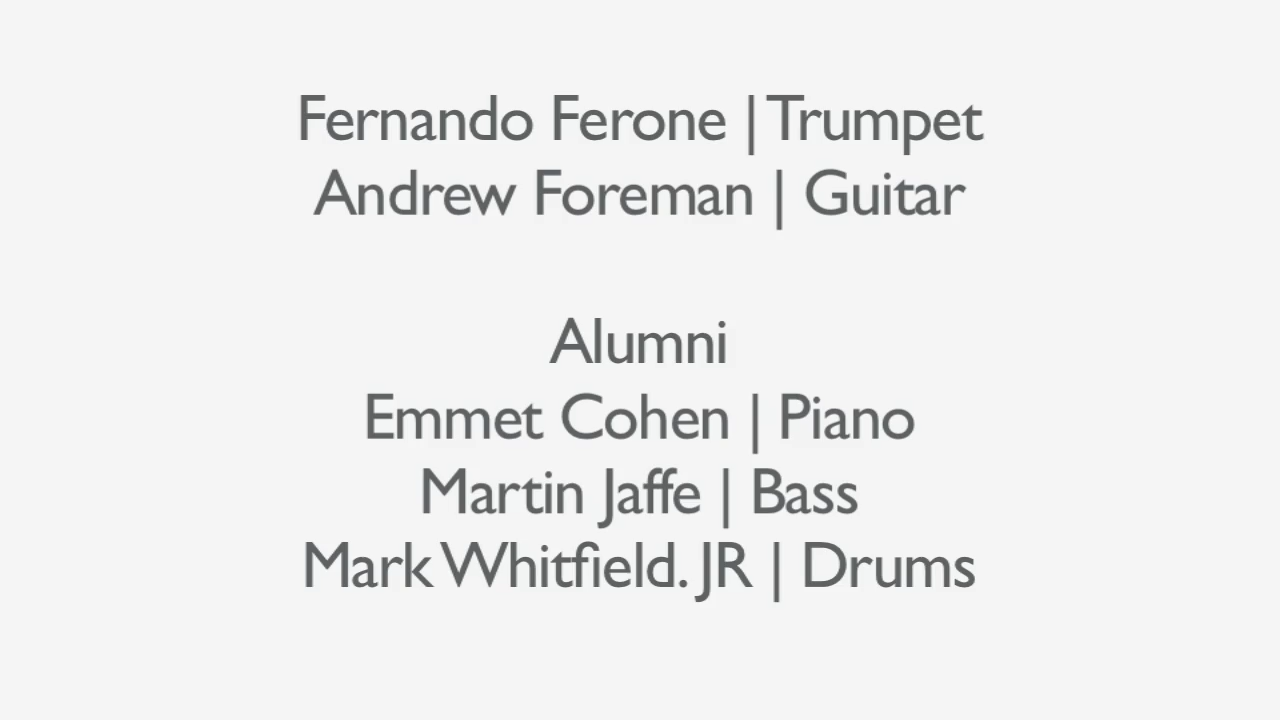 Fernando Ferone | Trumpet
Andrew Foreman | Guitar
Alumni
Emmet Cohen | Piano
Martin Jaffe | Bass
Mark Whitfield. JR | Drums